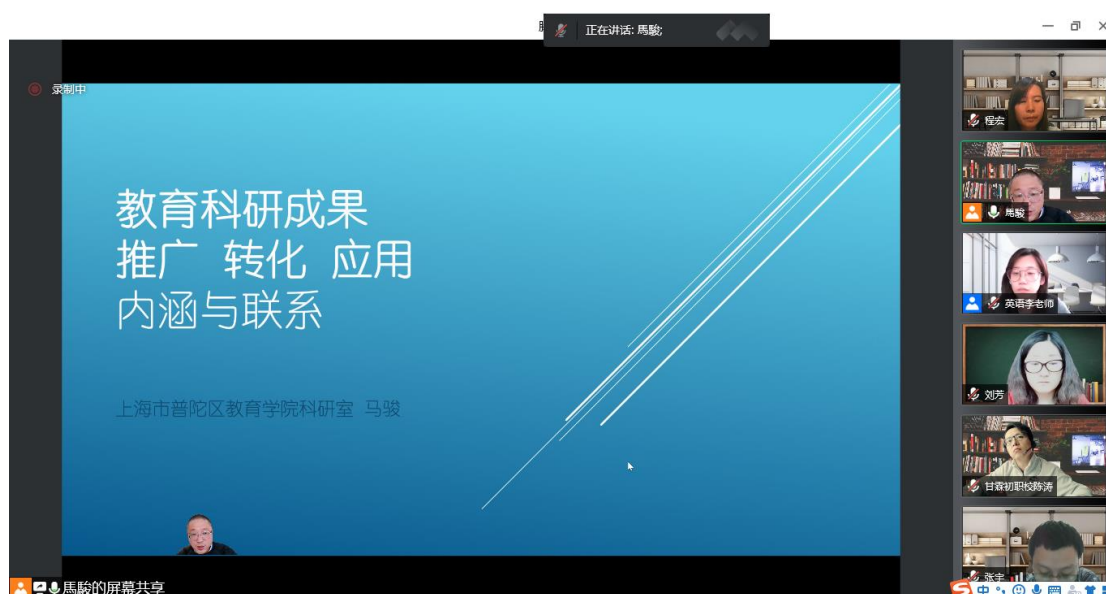 正在讲话: 馬駿;
录制中
教育科研成果
推广 转化 应用
内涵与联系
上海市普陀区教育学院科研室 马骏
程宏
馬駿
英语李老师
刘芳
甘霖初职校陈涛
张宇
馬駿的屏幕共享
中